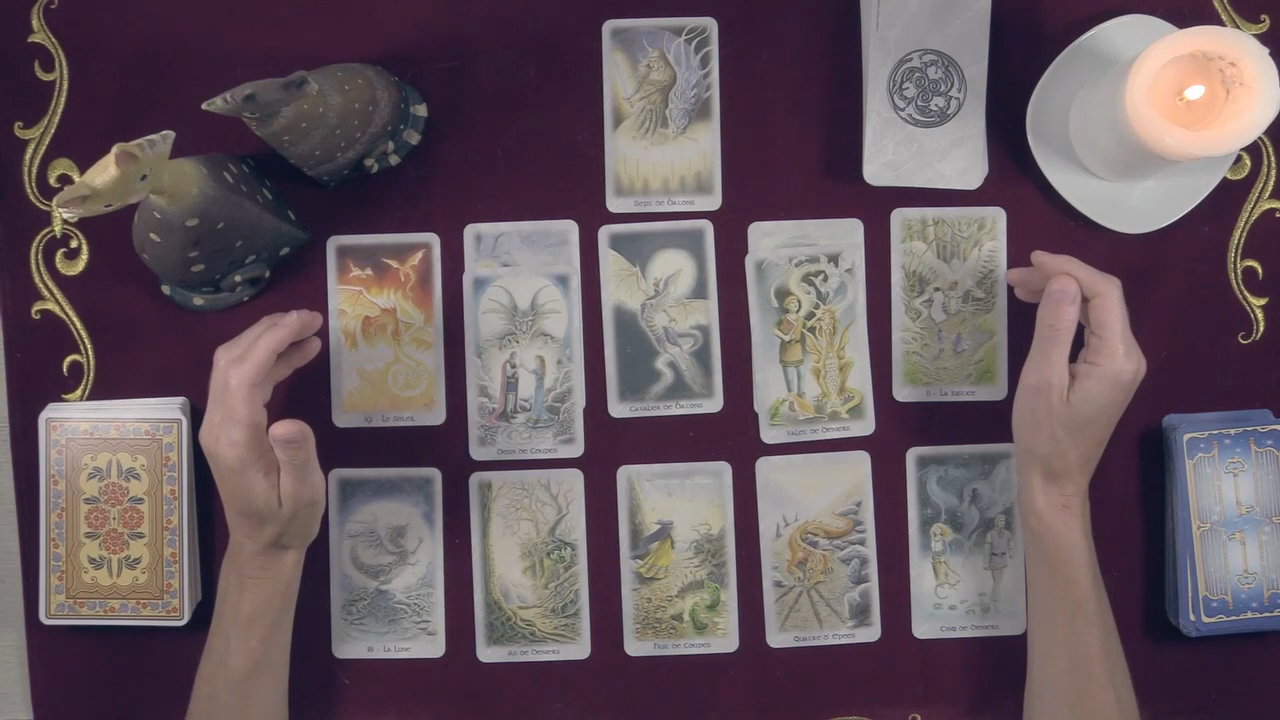 Sept de Bâtons
19 - Le Soleil
Deux de Coupes
Cavalier de Bâtons
Valet de Deniers
11 - La Justice
18 - La Lune
As de Deniers
Huit de Coupes
Quatre d'Épées
Cinq de Deniers